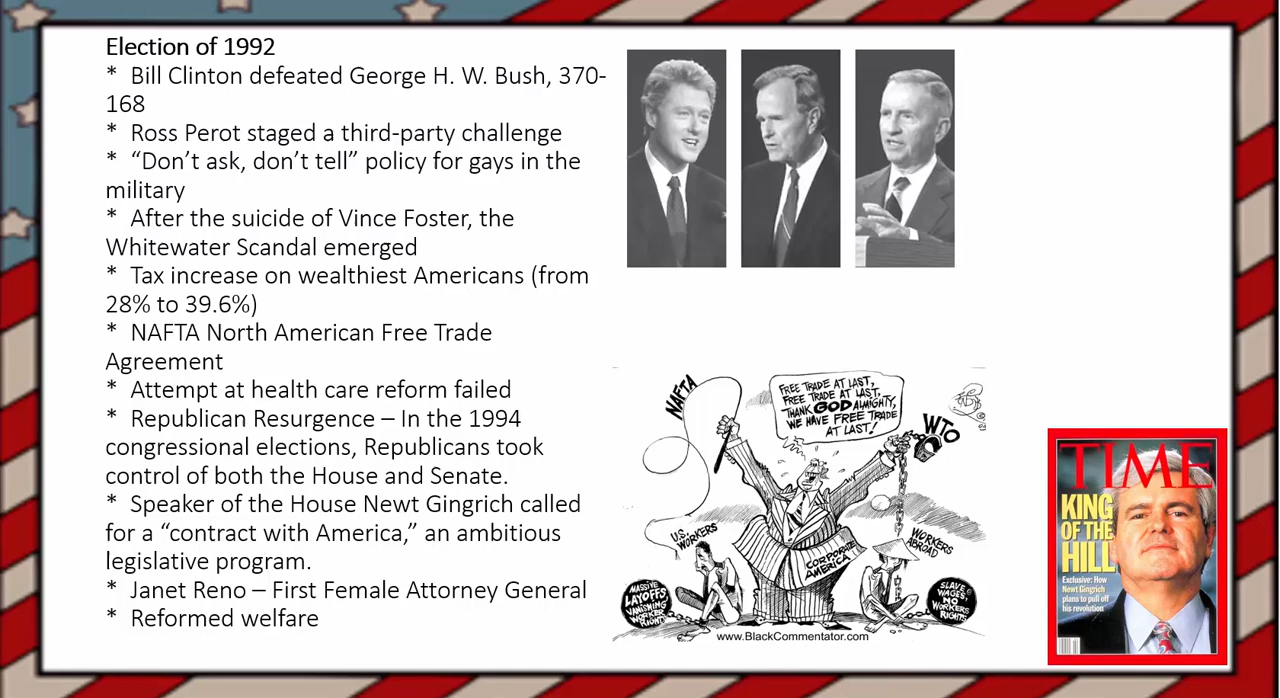 Election of 1992
* Bill Clinton defeated George H. W. Bush, 370-
168
* Ross Perot staged a third-party challenge
* “Don’t ask, don’t tell” policy for gays in the
military
* After the suicide of Vince Foster, the
Whitewater Scandal emerged
* Tax increase on wealthiest Americans (from
28% to 39.6%)
* NAFTA North American Free Trade
Agreement
* Attempt at health care reform failed
* Republican Resurgence – In the 1994
congressional elections, Republicans took
control of both the House and Senate.
* Speaker of the House Newt Gingrich called
for a “contract with America,” an ambitious
legislative program.
* Janet Reno – First Female Attorney General
* Reformed welfare
NAFTA
FREE TRADE AT LAST,
FREE TRADE AT LAST,
THANK GOD ALMIGHTY,
WE HAVE FREE TRADE
AT LAST!
WTO
U.S.
WORKERS
WORKERS
ABROAD
CORPORATE
AMERICA
MASSIVE
LAYOFFS
VANISHING
WORKER
RIGHTS
SLAVE
WAGES,
NO
WORKERS
RIGHTS
www.BlackCommentator.com
TIME
KING
OF THE
HILL
Exclusive: How
Newt Gingrich
plans to pull off
his revolution